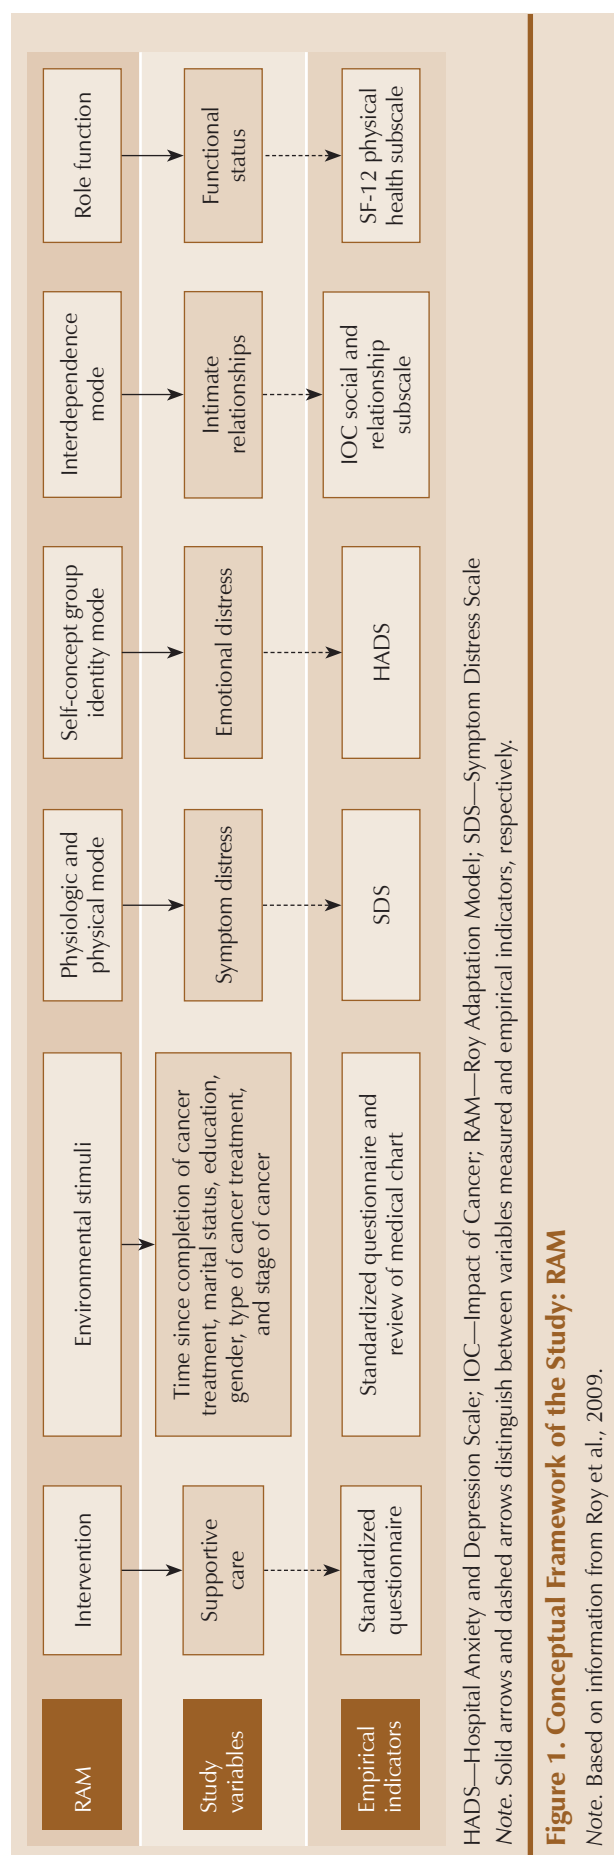 RAM
Intervention
Environmental stimuli
Physiologic and
physical mode
Self-concept group
identity mode
Interdependence
mode
Role function
Study
variables
Supportive
care
Time since completion of cancer
treatment, marital status, education,
gender, type of cancer treatment,
and stage of cancer
Symptom distress
Emotional distress
Intimate
relationships
Functional
status
Empirical
indicators
Standardized
questionnaire
Standardized questionnaire and
review of medical chart
SDS
HADS
IOC social and
relationship
subscale
SF-12 physical
health subscale
HADS—Hospital Anxiety and Depression Scale; IOC—Impact of Cancer; RAM—Roy Adaptation Model; SDS—Symptom Distress Scale
Note. Solid arrows and dashed arrows distinguish between variables measured and empirical indicators, respectively.
Figure 1. Conceptual Framework of the Study: RAM
Note. Based on information from Roy et al., 2009.